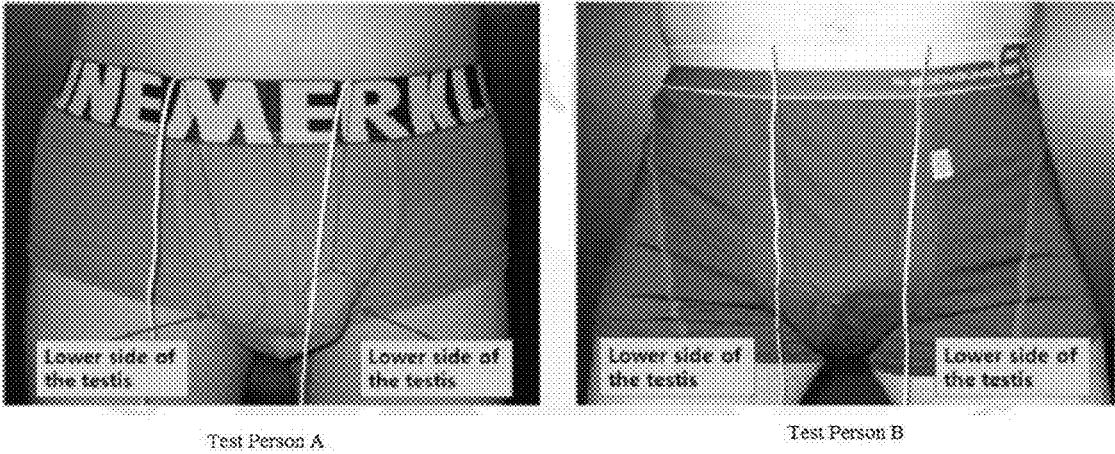 NEMERKL
Lower side of
the testis
Lower side of
the testis
Test Person A
Lower side of
the testis
Lower side of
the testis
Test Person B